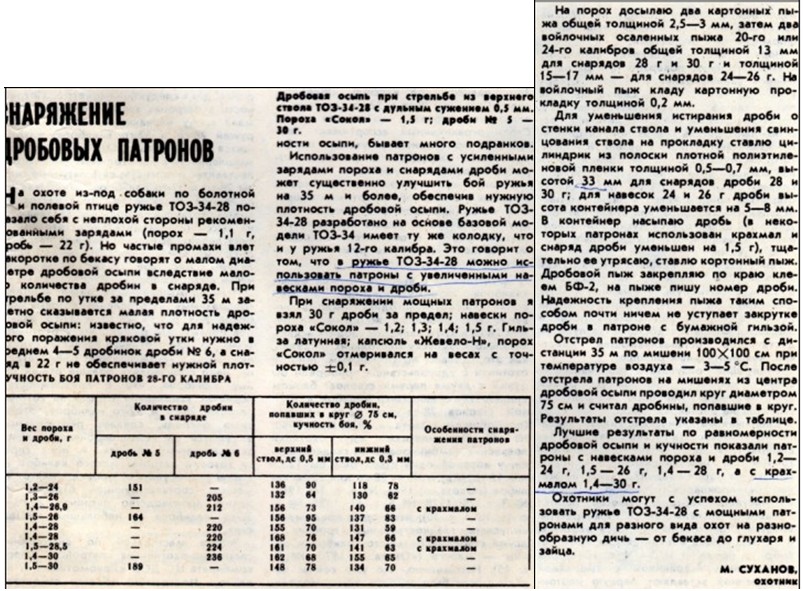 СНАРЯЖЕНИЕ
ДРОБОВЫХ ПАТРОНОВ
На охоте из-под собаки по болотной
и полевой птице ружье ТОЗ-34-28 по-
казало себя с неплохой стороны рекомен-
дованными зарядами (порох — 1,1 г,
дробь — 22 г). Но частые промахи влет
накоротке по бекасу говорят о малом диа-
метре дробовой осыпи вследствие мало-
го количества дробин в снаряде. При
стрельбе по утке за пределами 35 м за-
метно сказывается малая плотность дро-
бовой осыпи: известно, что для надеж-
ного поражения кряковой утки нужно в
среднем 4—5 дробинок дроби № 6, а сна-
ряд в 22 г не обеспечивает нужной плот-
Дробовая осыпь при стрельбе из верхнего
ствола ТОЗ-34-28 с дульным сужением 0,5 мм.
Пороха «Сокол» — 1,5 г; дроби № 5 —
30 г.
ности осыпи, бывает много подранков.
Использование патронов с усиленными
зарядами пороха и снарядами дроби мо-
жет существенно улучшить бой ружья
на 35 м и более, обеспечив нужную
плотность дробовой осыпи. Ружье ТОЗ-
34-28 разработано на основе базовой мо-
дели ТОЗ-34 имеет ту же колодку, что
и у ружья 12-го калибра. Это говорит о
том, что в ружье ТОЗ-34-28 можно ис-
пользовать патроны с увеличенными на-
весками пороха и дроби.
При снаряжении мощных патронов я
взял 30 г дроби за предел; навески по-
роха «Сокол» — 1,2; 1,3; 1,4; 1,5 г. Гиль-
за латунная; капсюль «Жевело-Н», порох
«Сокол» отмеривался на весах с точ-
ностью ±0,1 г.
КУЧНОСТЬ БОЯ ПАТРОНОВ 28-ГО КАЛИБРА
Вес пороха и дроби, г
Количество дроби в снаряде
Количество дробин, попавших в круг ∅ 75 см, кучность боя, %
Особенности снаря-жения патронов
дробь № 5 дробь № 6 верхний ствол, дс 0,5 мм нижний ствол, дс 0,3 мм
1,2—24 151 — 136 90 118 78 —
1,3—26 — 205 132 64 130 62 —
1,4—26,9 — 212 156 73 140 66 с крахмалом
1,5—26 164 — 156 95 137 83 —
1,4—28 — 220 155 70 131 59 —
1,4—28 — 220 168 76 147 66 с крахмалом
1,5—28,5 — 224 161 70 141 63 с крахмалом
1,4—30 — 236 162 68 155 66 —
1,5—30 189 — 148 78 134 70 —
На порох досылаю два картонных пы-
жа общей толщиной 2,5—3 мм, затем два
войлочных осаленных пыжа 20-го или
24-го калибров общей толщиной 13 мм
для снарядов 28 г и 30 г и толщиной
15—17 мм — для снарядов 24—26 г. На
войлочный пыж кладу картонную про-
кладку толщиной 0,2 мм.
Для уменьшения истирания дроби о
стенки канала ствола и уменьшения свин-
цования ствола на прокладку ставлю ци-
линдрик из полоски плотной полиэтиле-
новой пленки толщиной 0,5—0,7 мм, вы-
сотой 33 мм для снарядов дроби 28 и
30 г; для навесок 24 и 26 г дроби вы-
сота контейнера уменьшается на 5—8 мм.
В контейнер насыпаю дробь (в неко-
торых патронах использован крахмал и
снаряд дроби уменьшен на 1,5 г), тща-
тельно ее утрясаю, ставлю кортонный пыж.
Дробовой пыж закрепляю по краю кле-
ем БФ-2, на пыже пишу номер дроби.
Надежность крепления пыжа таким спо-
собом почти ничем не уступает закрутке
дроби в патроне с бумажной гильзой.
Отстрел патронов производился с ди-
станции 35 м по мишени 100×100 см при
температуре воздуха — 3—5 °С. После
отстрела патронов на мишенях из центра
дробовой осыпи проводил круг диаметром
75 см и считал дробины, попавшие в круг.
Результаты отстрела указаны в таблице.
Лучшие результаты по равномерности
дробовой осыпи и кучности показали пат-
роны с навесками пороха и дроби 1,2—
24 г, 1,5—26 г, 1,4—28 г, а с крах-
малом 1,4—30 г.
Охотники могут с успехом исполь-
зовать ружье ТОЗ-34-28 с мощными пат-
ронами для разного вида охот на разно-
образную дичь — от бекаса до глухаря и
зайца.
М. СУХАНОВ,
охотник